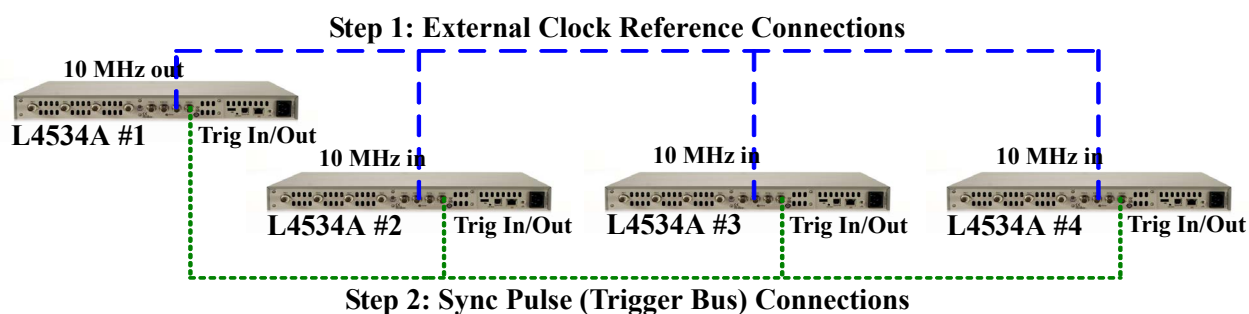 Step 1: External Clock Reference Connections
10 MHz out
L4534A #1
Trig In/Out
10 MHz in
L4534A #2
Trig In/Out
10 MHz in
L4534A #3
Trig In/Out
10 MHz in
L4534A #4
Trig In/Out
Step 2: Sync Pulse (Trigger Bus) Connections